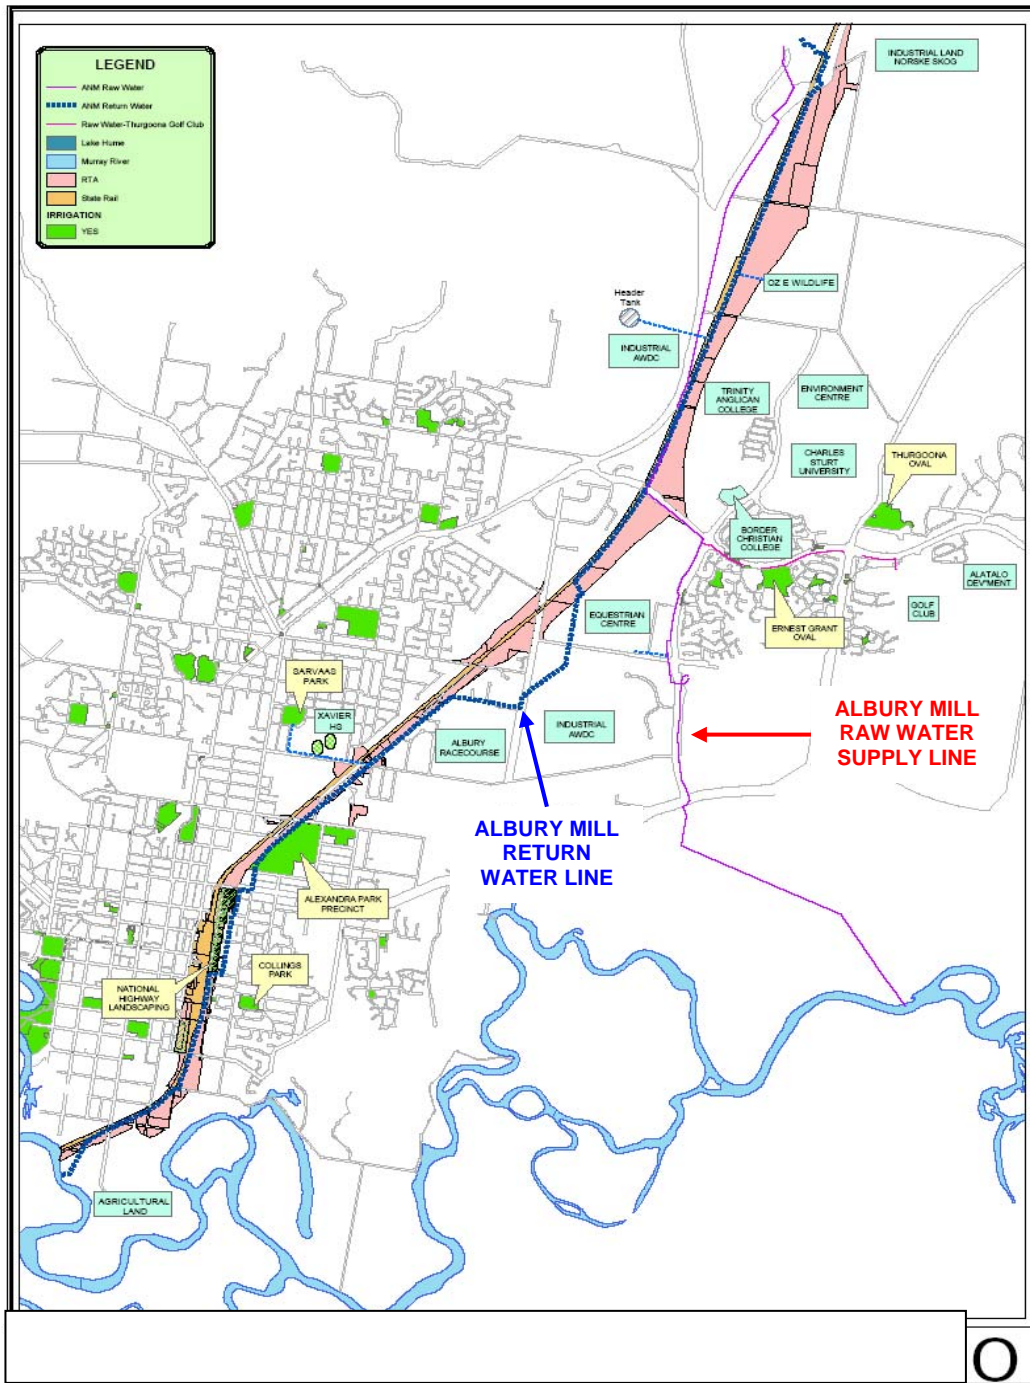 LEGEND
ANM Raw Water
ANM Return Water
Raw Water-Thurgoona Golf Club
Lake Hume
Murray River
RTA
State Rail
IRRIGATION
YES
INDUSTRIAL LAND
NORSKE SKOG
OZ E WILDLIFE
Header
Tank
INDUSTRIAL
AWDC
TRINITY
ANGLICAN
COLLEGE
ENVIRONMENT
CENTRE
CHARLES
STURT
UNIVERSITY
THURGOONA
OVAL
BORDER
CHRISTIAN
COLLEGE
ALATALO
DEV'MENT
GOLF
CLUB
EQUESTRIAN
CENTRE
ERNEST GRANT
OVAL
SARVAAS
PARK
XAVIER
HS
ALBURY
RACECOURSE
INDUSTRIAL
AWDC
ALBURY MILL
RAW WATER
SUPPLY LINE
ALBURY MILL
RETURN
WATER LINE
ALEXANDRA PARK
PRECINCT
COLLINGS
PARK
NATIONAL
HIGHWAY
LANDSCAPING
AGRICULTURAL
LAND
O